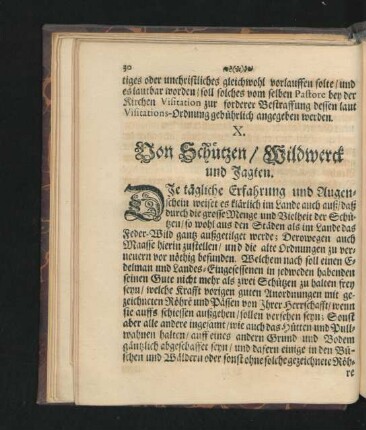 30
tiges oder unchristliches gleichwohl vorlauffen solte / und
es lautbar worden / soll solches vom selben Pastore bey der
Kirchen Visitation zur forderer Bestraffung dessen laut
Visitations-Ordnung gebührlich angegeben werden.
X.
Von Schützen / Wildwerck
und Jagten.
DIe tägliche Erfahrung und Augen-
schein weiset es klärlich im Lande auch auß / daß
durch die grosse Menge und Vielheit der Schü-
tzen / so wohl aus den Städen als im Lande das
Feder-Wild gantz aufgetilget werde; Derowegen auch
Maasse hierin zustellen / und die alte Ordnungen zu ver-
neuern vor nöthig befunden. Welchem nach soll einen E-
delman und Landes-Eingesessenen in jedweden habenden
seinen Gute nicht mehr als zwey Schützen zu halten frey
seyn / welche Krafft vorigen guten Anordnungen mit ge-
zeichneten Röhre und Pässen von Ihrer Herrschafft / wenn
sie auffs schiessen aufgehen / sollen versehen seyn; Sonst
aber alle andere ingesamt / wie auch das Hütten und Pull-
wahnen halten / auff eines andern Grund und Bodem
gäntzlich abgeschaffet seyn / und dafern einige in den Bü-
schen und Wäldern oder sonst ohne solche gezeichnete Röh-
re